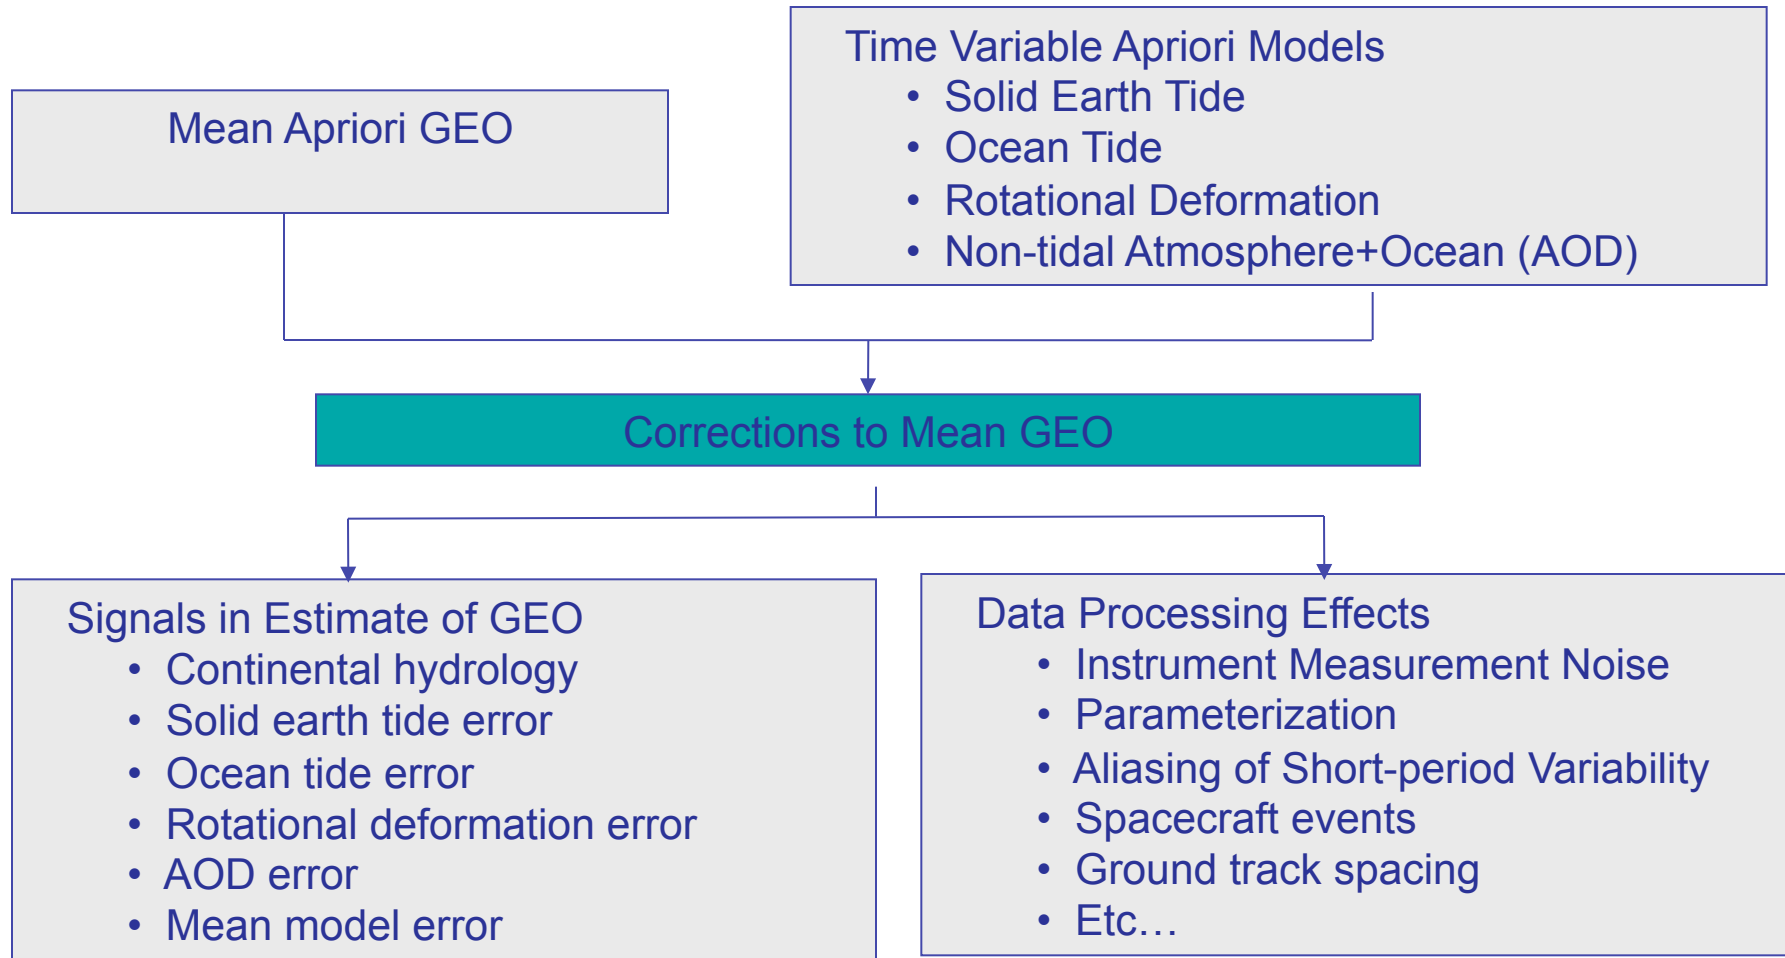 Mean Apriori GEO
Time Variable Apriori Models
• Solid Earth Tide
• Ocean Tide
• Rotational Deformation
• Non-tidal Atmosphere+Ocean (AOD)
Corrections to Mean GEO
Signals in Estimate of GEO
• Continental hydrology
• Solid earth tide error
• Ocean tide error
• Rotational deformation error
• AOD error
• Mean model error
Data Processing Effects
• Instrument Measurement Noise
• Parameterization
• Aliasing of Short-period Variability
• Spacecraft events
• Ground track spacing
• Etc…